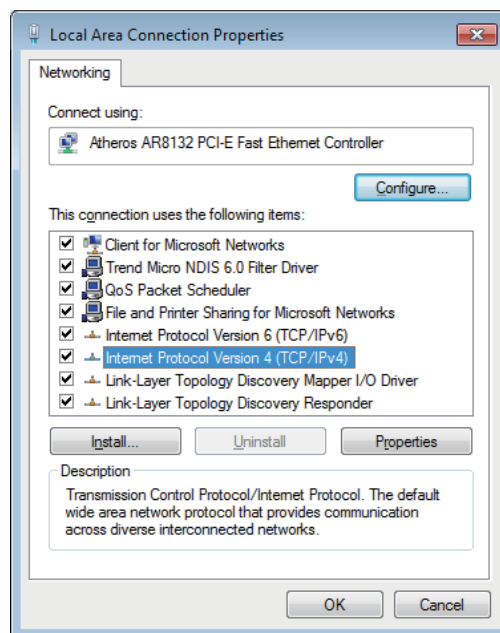 Local Area Connection Properties
Networking
Connect using:
Atheros AR8132 PCI-E Fast Ethernet Controller
Configure...
This connection uses the following items:
Client for Microsoft Networks
Trend Micro NDIS 6.0 Filter Driver
QoS Packet Scheduler
File and Printer Sharing for Microsoft Networks
Internet Protocol Version 6 (TCP/IPv6)
Internet Protocol Version 4 (TCP/IPv4)
Link-Layer Topology Discovery Mapper I/O Driver
Link-Layer Topology Discovery Responder
Install... Uninstall Properties
Description
Transmission Control Protocol/Internet Protocol. The default
wide area network protocol that provides communication
across diverse interconnected networks.
OK Cancel